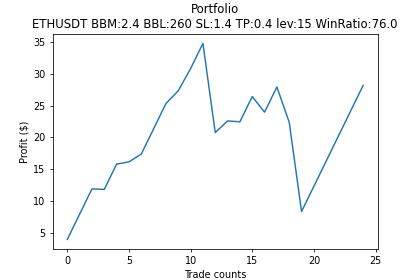 Portfolio
ETHUSDT BBM:2.4 BBL:260 SL:1.4 TP:0.4 lev:15 WinRatio:76.0
35
30
25
20
15
10
5
Profit ($)
0 5 10 15 20 25
Trade counts